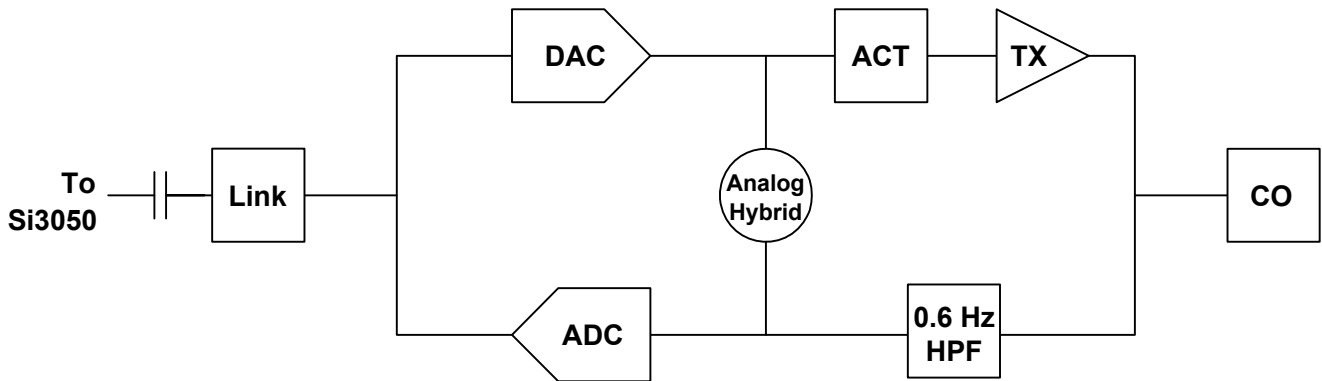 DAC
ACT
TX
To
Si3050
Link
Analog
Hybrid
CO
ADC
0.6 Hz
HPF